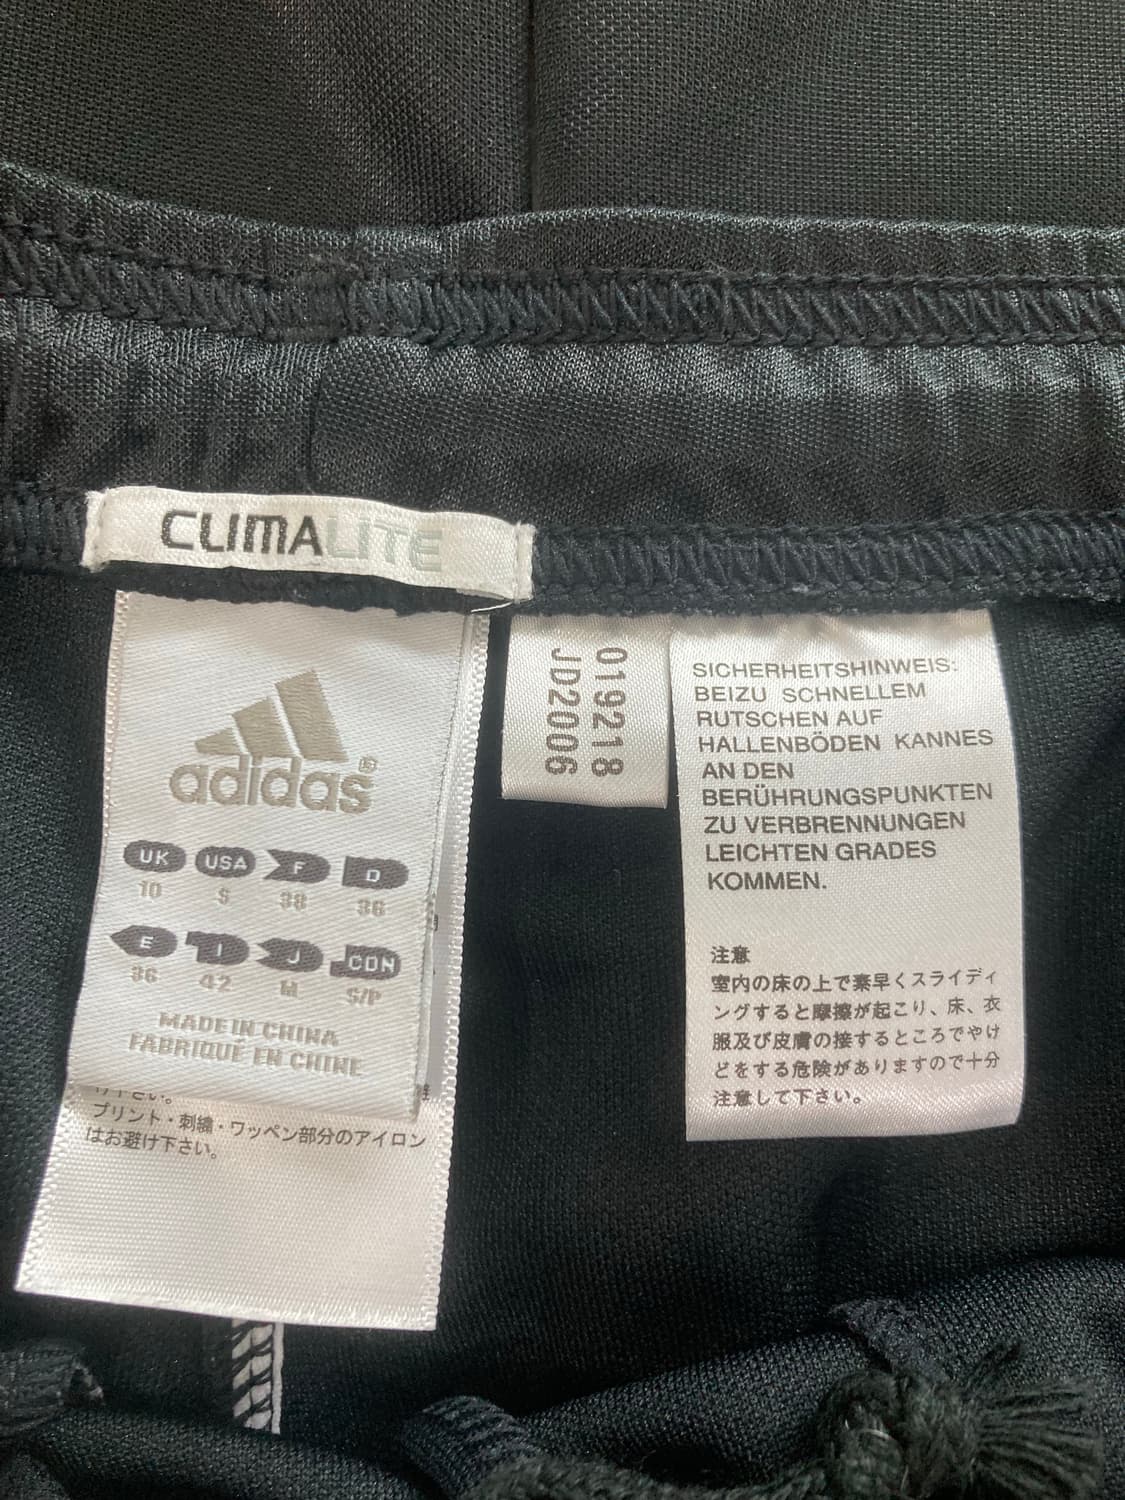 CLIMALITE
adidas®
UK USA F D
10 S 38 36
E I J CDN
36 42 M S/P
MADE IN CHINA
FABRIQUÉ EN CHINE
下さい。
プリント・刺繍・ワッペン部分のアイロン
はお避け下さい。
019218
JD2006
SICHERHEITSHINWEIS:
BEIZU SCHNELLEM
RUTSCHEN AUF
HALLENBÖDEN KANNES
AN DEN
BERÜHRUNGSPUNKTEN
ZU VERBRENNUNGEN
LEICHTEN GRADES
KOMMEN.
注意
室内の床の上で素早くスライディ
ングすると摩擦が起こり、床、衣
服及び皮膚の接するところでやけ
どをする危険がありますので十分
注意して下さい。